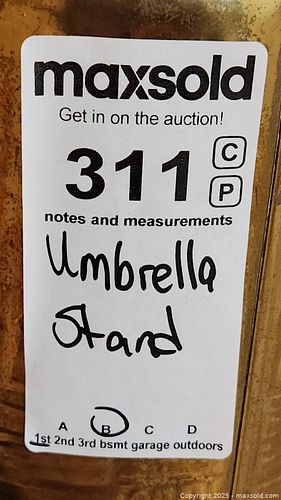 maxsold
Get in on the auction!
311 C
P
notes and measurements
Umbrella
Stand
A B C D
1st 2nd 3rd bsmt garage outdoors
Copyright 2025 - maxsold.com